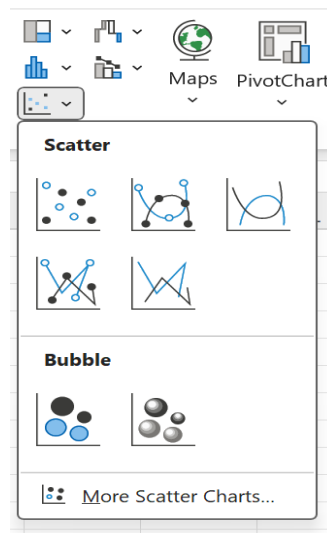 Maps
PivotChart
Scatter
Bubble
More Scatter Charts...